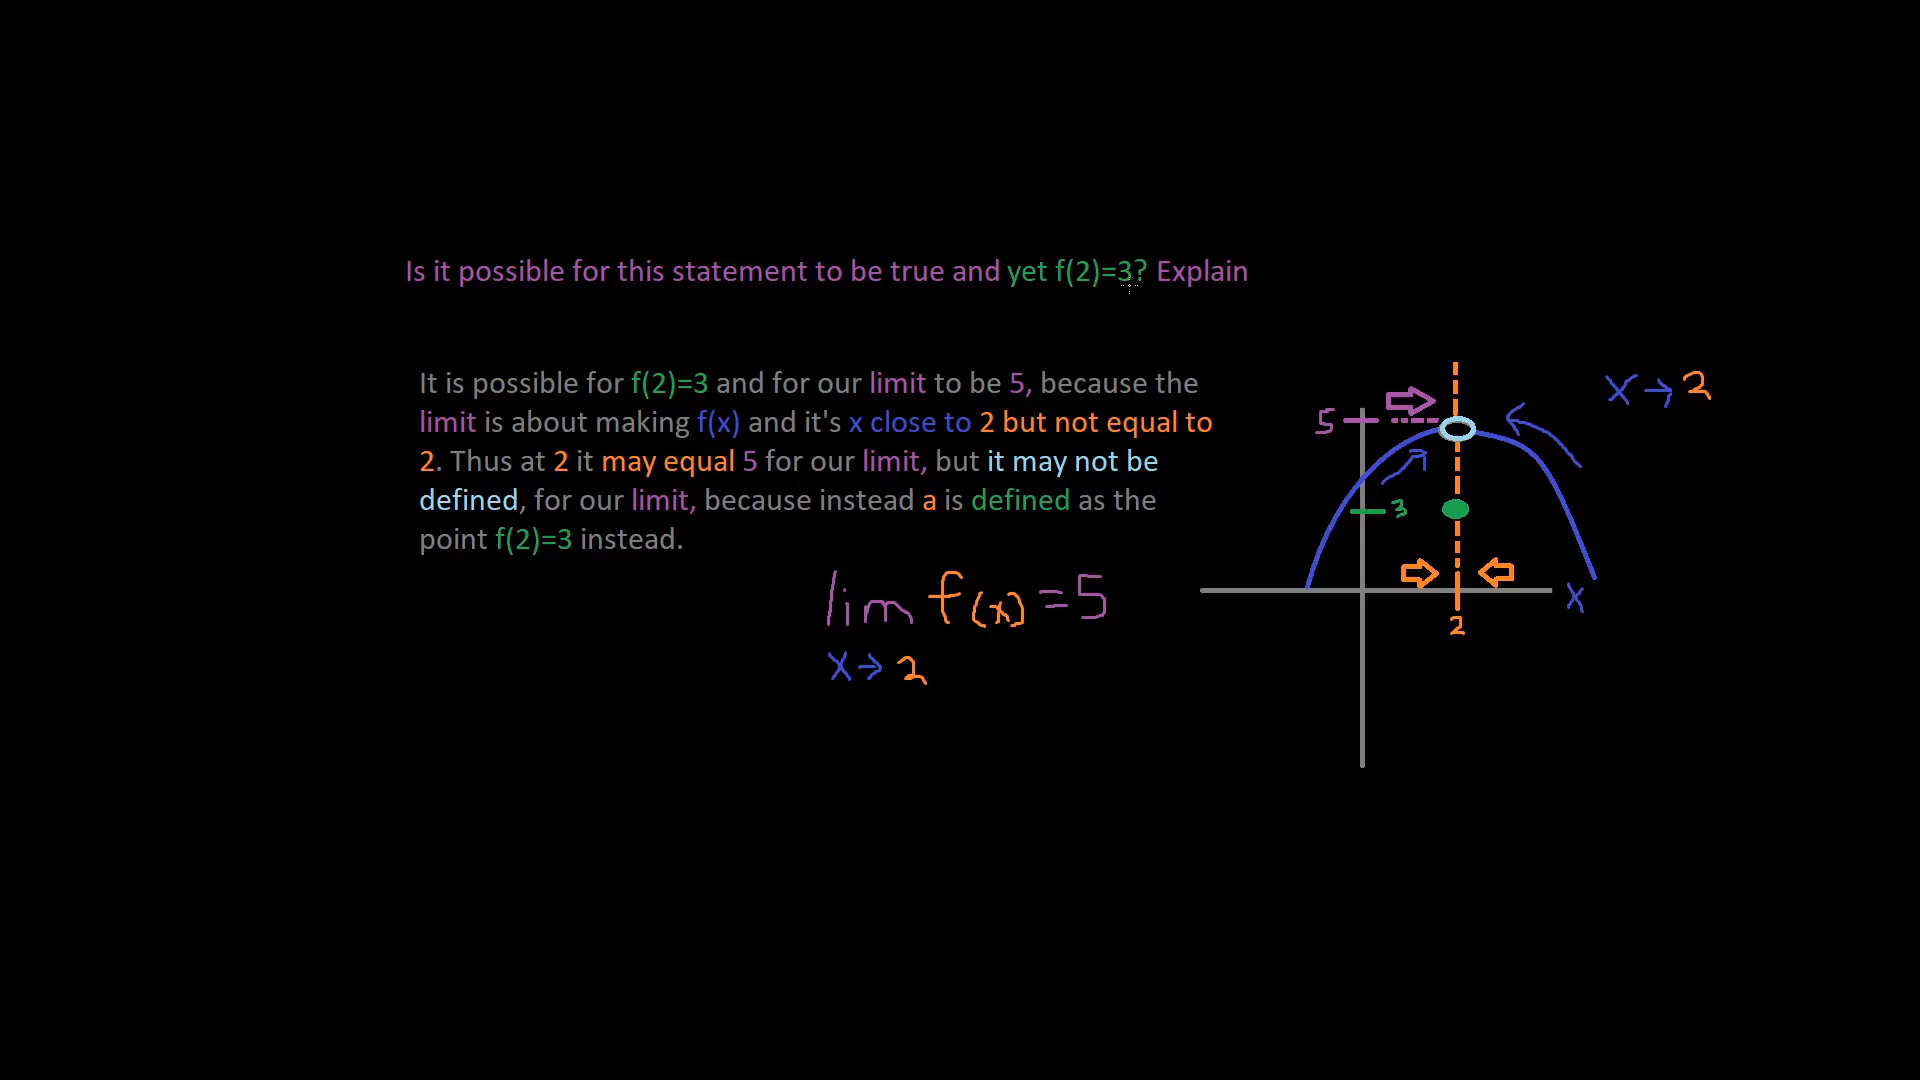 Is it possible for this statement to be true and yet f(2)=3? Explain
It is possible for f(2)=3 and for our limit to be 5, because the
limit is about making f(x) and it's x close to 2 but not equal to
2. Thus at 2 it may equal 5 for our limit, but it may not be
defined, for our limit, because instead a is defined as the
point f(2)=3 instead.
lim f(x) = 5
x → 2
x → 2
5
3
x
2